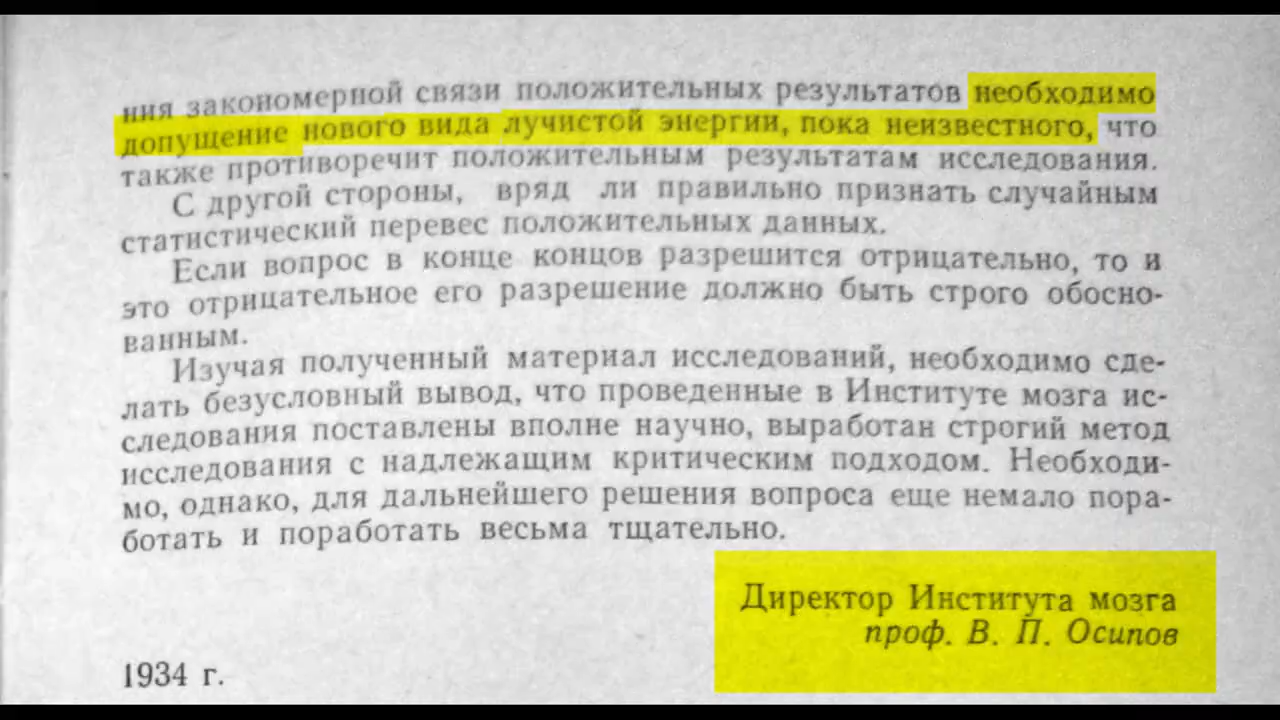 ния закономерной связи положительных результатов необходимо
допущение нового вида лучистой энергии, пока неизвестного, что
также противоречит положительным результатам исследования.
С другой стороны, вряд ли правильно признать случайным
статистический перевес положительных данных.
Если вопрос в конце концов разрешится отрицательно, то и
это отрицательное его разрешение должно быть строго обосно-
ванным.
Изучая полученный материал исследований, необходимо сде-
лать безусловный вывод, что проведенные в Институте мозга ис-
следования поставлены вполне научно, выработан строгий метод
исследования с надлежащим критическим подходом. Необходи-
мо, однако, для дальнейшего решения вопроса еще немало пора-
ботать и поработать весьма тщательно.
Директор Института мозга
проф. В. П. Осипов
1934 г.